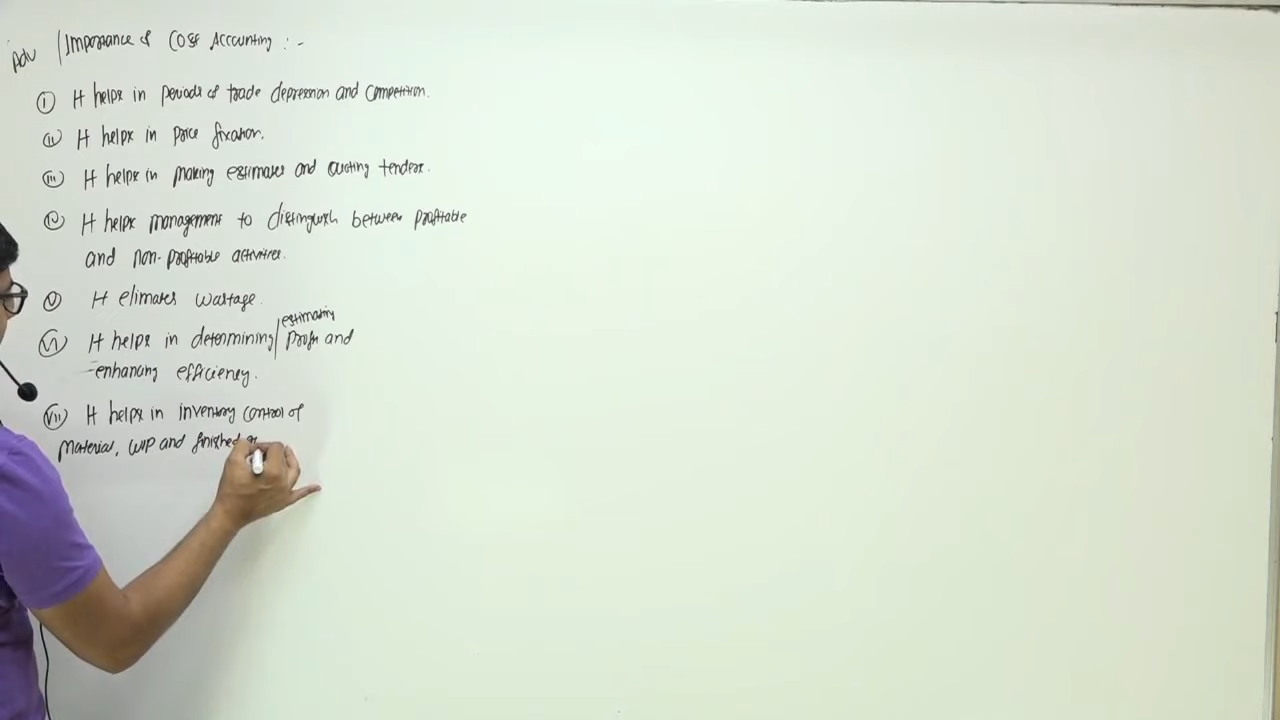 Adv / Importance of Cost Accounting :-
(i) It helps in periods of trade depression and competition.
(ii) It helps in price fixation.
(iii) It helps in making estimates and quoting tenders.
(iv) It helps management to distinguish between profitable
and non-profitable activities.
(v) It elimates wastage.
(vi) It helps in determining / estimating profit and
enhancing efficiency.
(vii) It helps in inventory control of
Material, WIP and finished